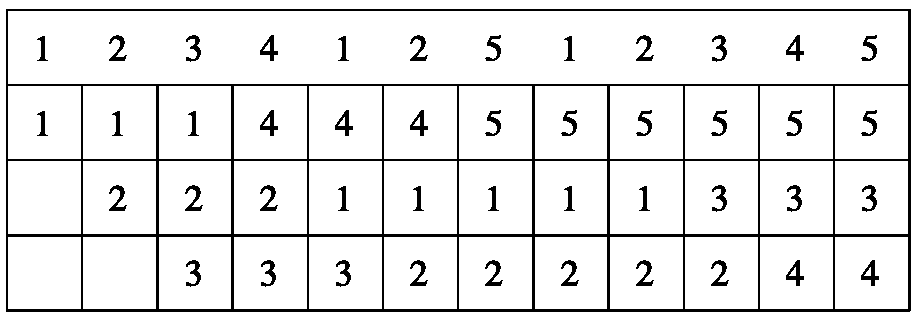 1 2 3 4 1 2 5 1 2 3 4 5
1 1 1 4 4 4 5 5 5 5 5 5
2 2 2 1 1 1 1 1 3 3 3
3 3 3 2 2 2 2 2 4 4